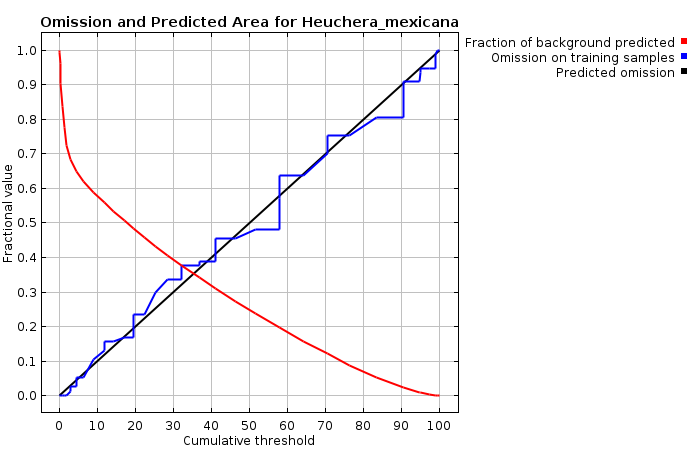 Omission and Predicted Area for Heuchera_mexicana
Fraction of background predicted
Omission on training samples
Predicted omission
Fractional value
1.0
0.9
0.8
0.7
0.6
0.5
0.4
0.3
0.2
0.1
0.0
0 10 20 30 40 50 60 70 80 90 100
Cumulative threshold